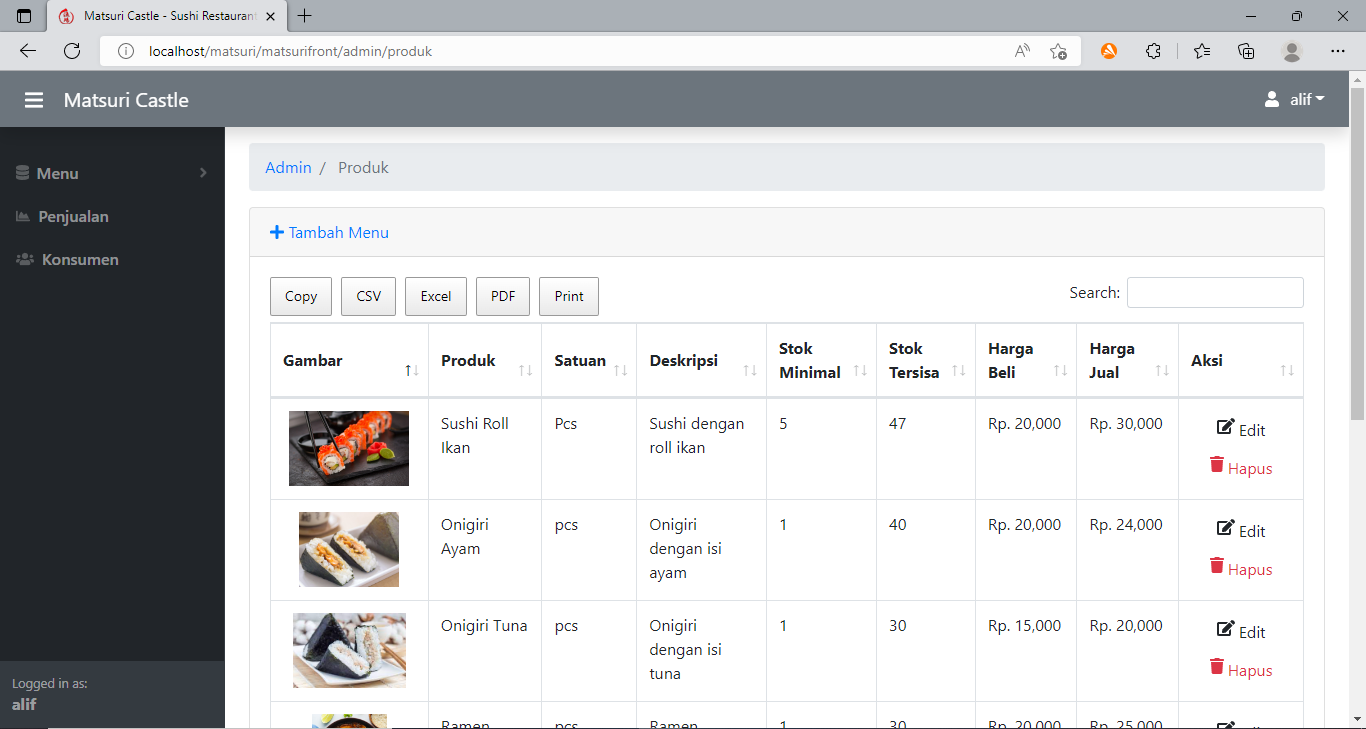 Matsuri Castle - Sushi Restaurant
localhost/matsuri/matsurifront/admin/produk
Matsuri Castle
alif
Menu
Penjualan
Konsumen
Logged in as:
alif
Admin / Produk
Tambah Menu
Copy CSV Excel PDF Print
Search:
Gambar Produk Satuan Deskripsi Stok Minimal Stok Tersisa Harga Beli Harga Jual Aksi
Sushi Roll Ikan Pcs Sushi dengan roll ikan 5 47 Rp. 20,000 Rp. 30,000 Edit Hapus
Onigiri Ayam pcs Onigiri dengan isi ayam 1 40 Rp. 20,000 Rp. 24,000 Edit Hapus
Onigiri Tuna pcs Onigiri dengan isi tuna 1 30 Rp. 15,000 Rp. 20,000 Edit Hapus
Ramen pcs Ramen 1 30 Rp. 20,000 Rp. 25,000